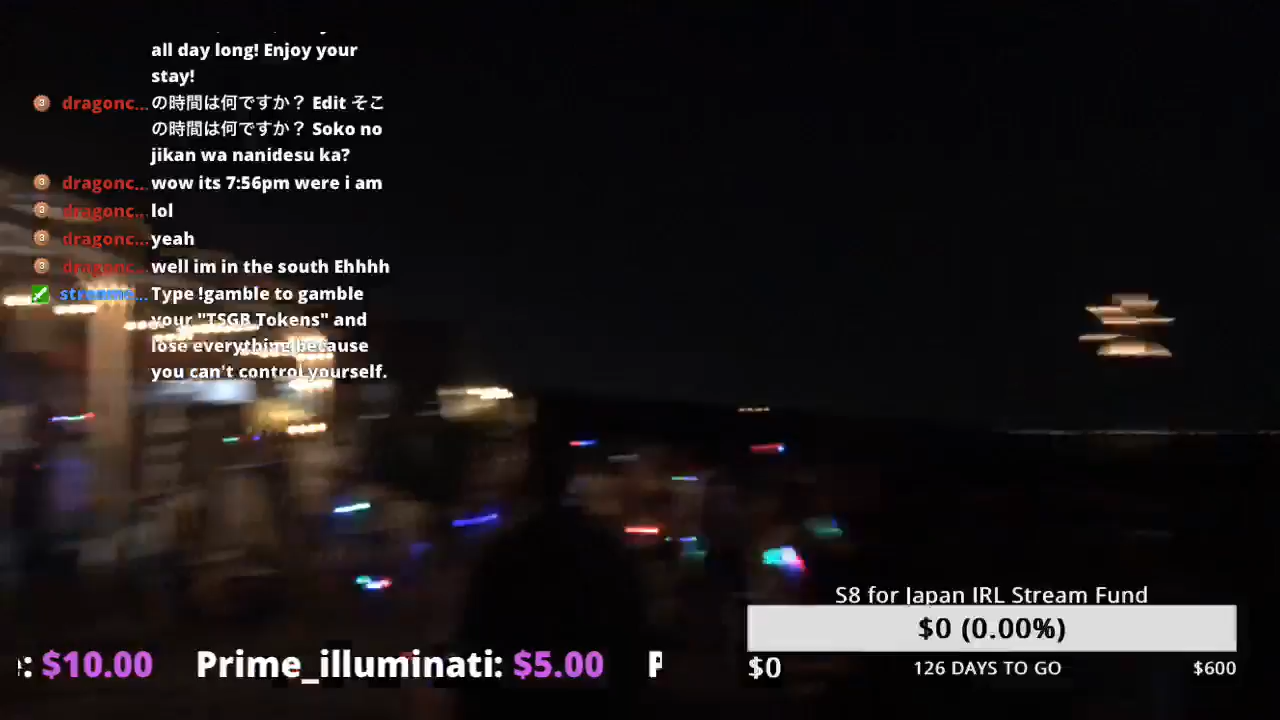 all day long! Enjoy your
stay!
dragonc... の時間は何ですか？ Edit そこ
の時間は何ですか？ Soko no
jikan wa nanidesu ka?
dragonc... wow its 7:56pm were i am
dragonc... lol
dragonc... yeah
dragonc... well im in the south Ehhhh
streame... Type !gamble to gamble
your "TSGB Tokens" and
lose everything because
you can't control yourself.
S8 for Japan IRL Stream Fund
$0 (0.00%)
$0 126 DAYS TO GO $600
: $10.00 Prime_illuminati: $5.00 P